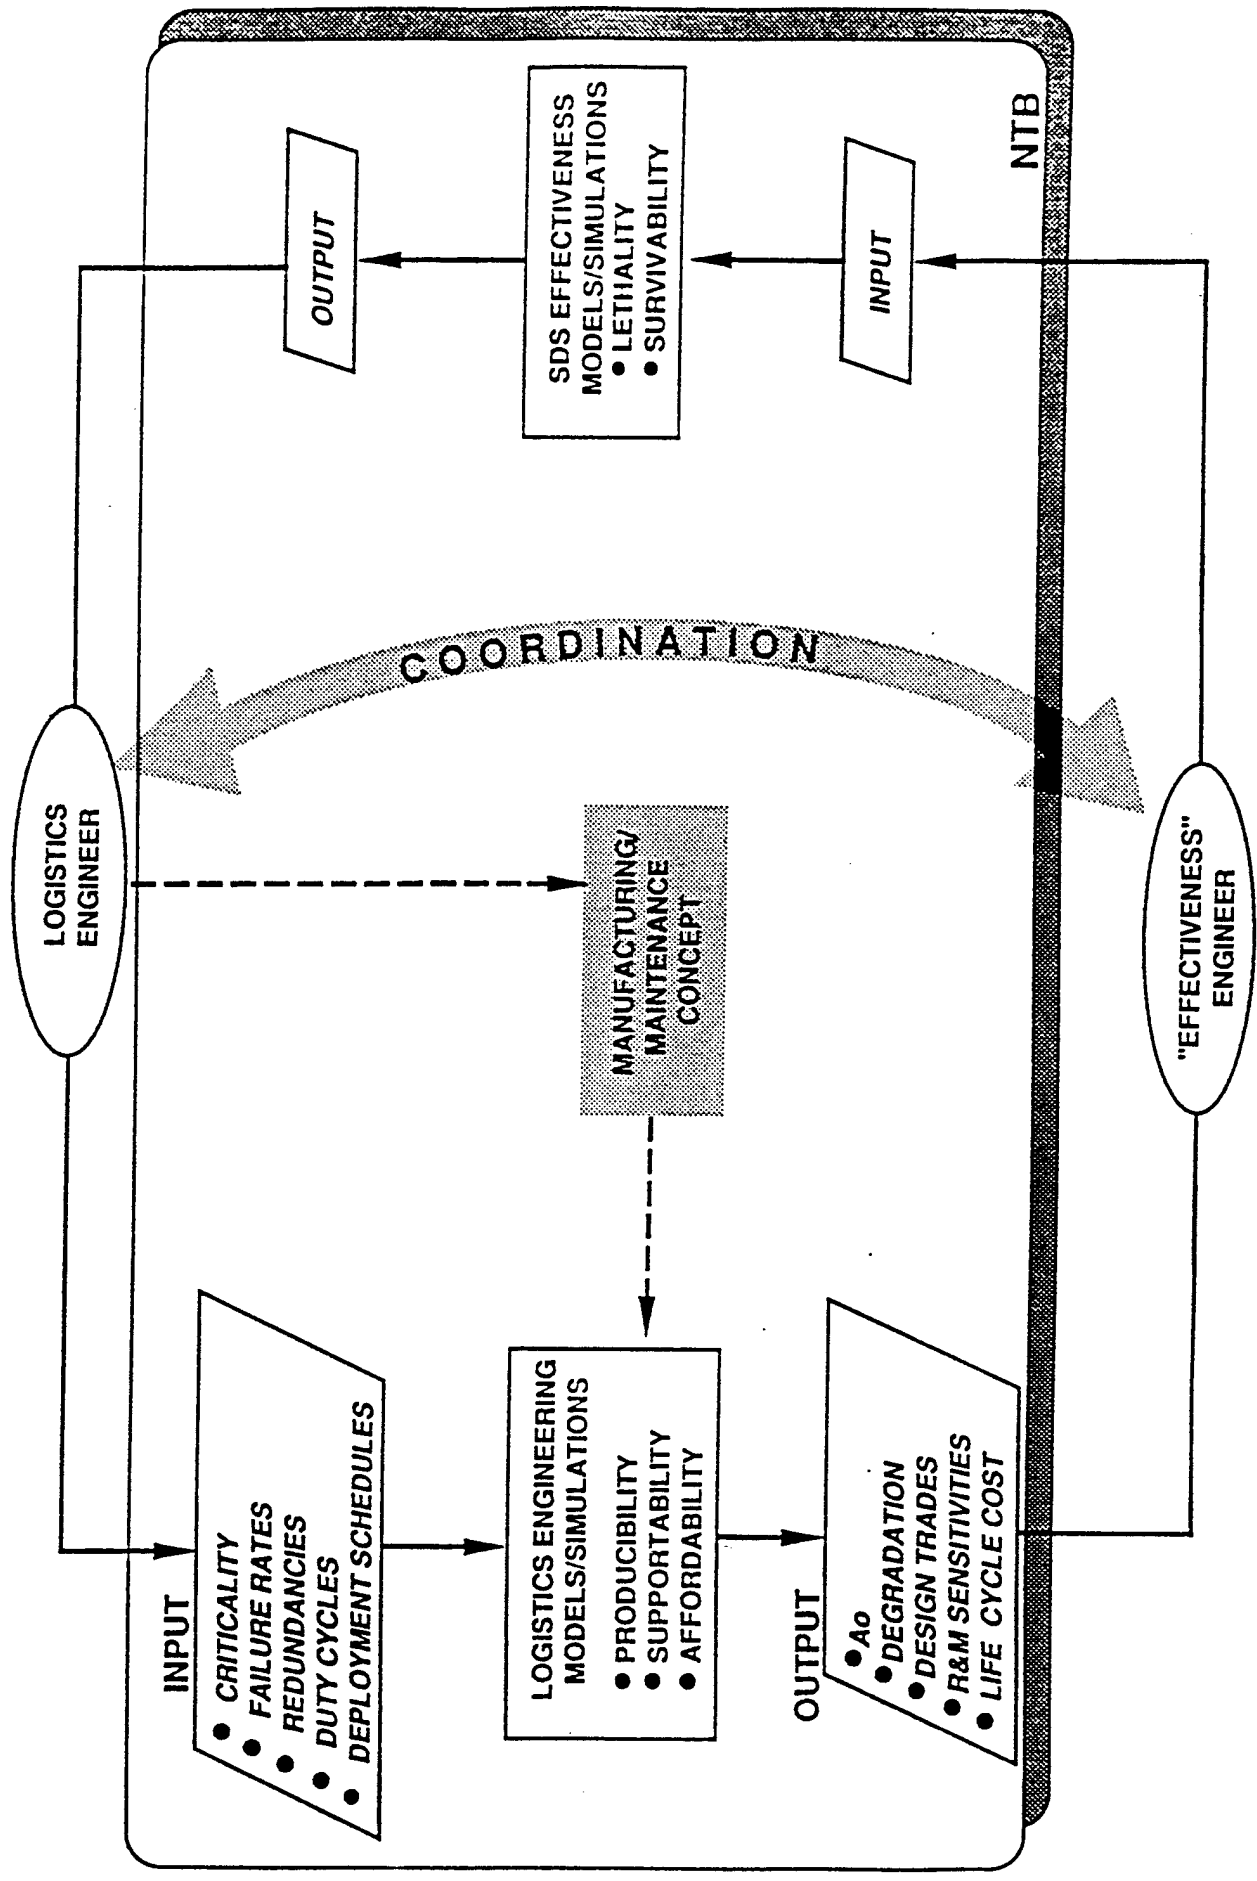 LOGISTICS
ENGINEER
INPUT
● CRITICALITY
● FAILURE RATES
● REDUNDANCIES
● DUTY CYCLES
● DEPLOYMENT SCHEDULES
LOGISTICS ENGINEERING
MODELS/SIMULATIONS
● PRODUCIBILITY
● SUPPORTABILITY
● AFFORDABILITY
OUTPUT
● Ao
● DEGRADATION
● DESIGN TRADES
● R&M SENSITIVITIES
● LIFE CYCLE COST
MANUFACTURING/
MAINTENANCE
CONCEPT
COORDINATION
OUTPUT
SDS EFFECTIVENESS
MODELS/SIMULATIONS
● LETHALITY
● SURVIVABILITY
INPUT
NTB
"EFFECTIVENESS"
ENGINEER